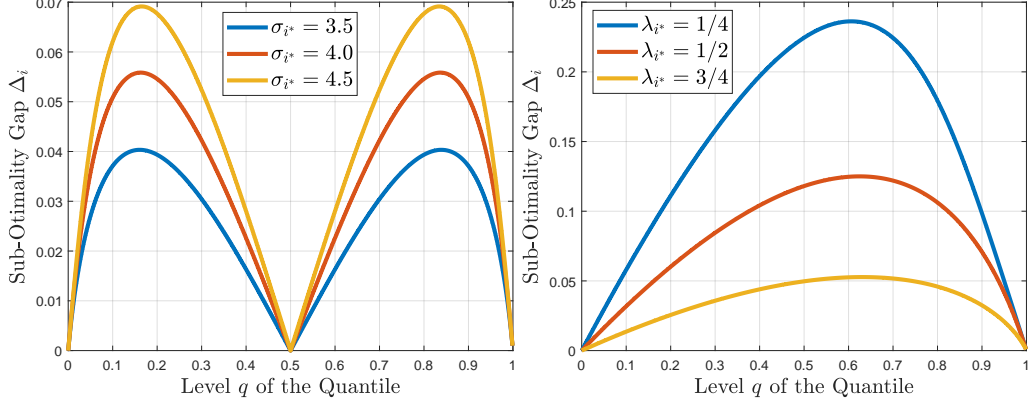 Sub-Otimality Gap Δ_i
0.07
0.06
0.05
0.04
0.03
0.02
0.01
0
σ_{i*} = 3.5
σ_{i*} = 4.0
σ_{i*} = 4.5
0 0.1 0.2 0.3 0.4 0.5 0.6 0.7 0.8 0.9 1
Level q of the Quantile
Sub-Otimality Gap Δ_i
0.25
0.2
0.15
0.1
0.05
0
λ_{i*} = 1/4
λ_{i*} = 1/2
λ_{i*} = 3/4
0 0.1 0.2 0.3 0.4 0.5 0.6 0.7 0.8 0.9 1
Level q of the Quantile